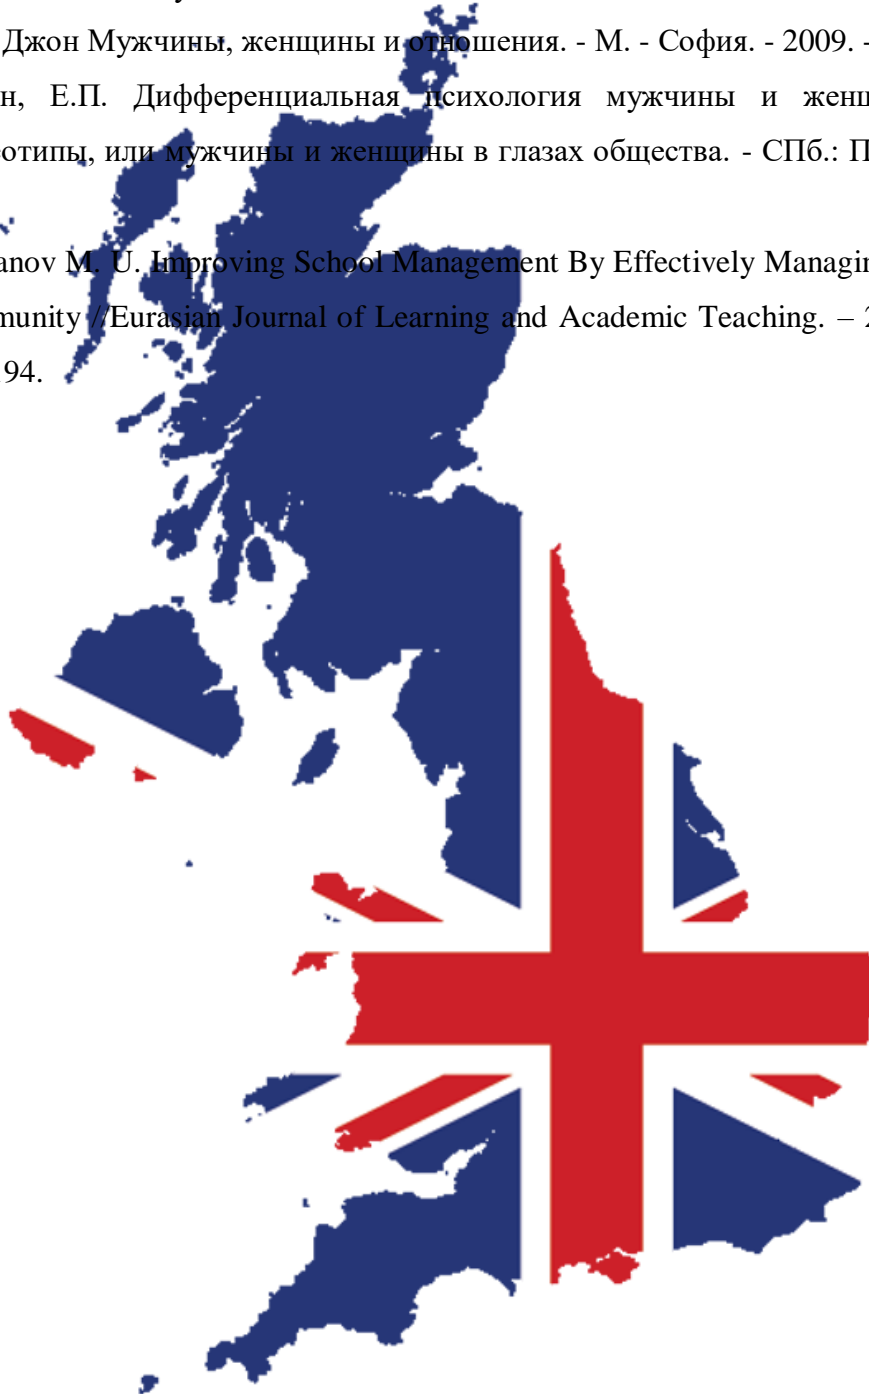 Джон Мужчины, женщины и отношения. - М. - София. - 2009. -
н, Е.П. Дифференциальная психология мужчины и женщ
отипы, или мужчины и женщины в глазах общества. - СПб.: П
anov M. U. Improving School Management By Effectively Managin
munity //Eurasian Journal of Learning and Academic Teaching. –
94.